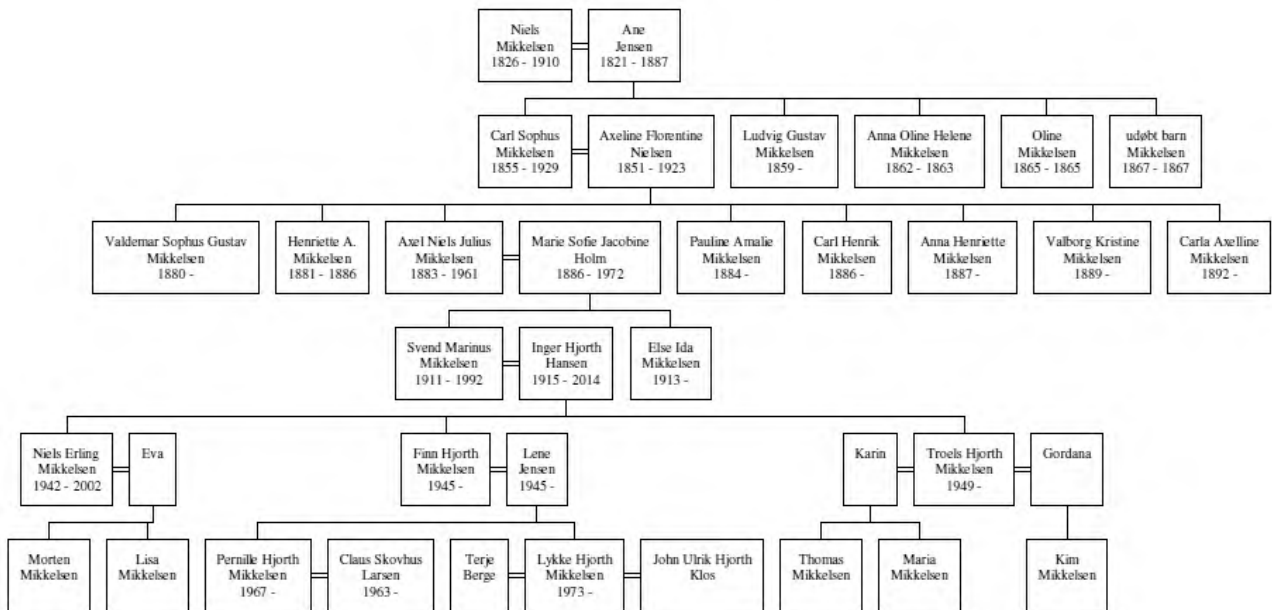 Niels
Mikkelsen
1826 - 1910
Ane
Jensen
1821 - 1887
Carl Sophus
Mikkelsen
1855 - 1929
Axeline Florentine
Nielsen
1851 - 1923
Ludvig Gustav
Mikkelsen
1859 -
Anna Oline Helene
Mikkelsen
1862 - 1863
Oline
Mikkelsen
1865 - 1865
udøbt barn
Mikkelsen
1867 - 1867
Valdemar Sophus Gustav
Mikkelsen
1880 -
Henriette A.
Mikkelsen
1881 - 1886
Axel Niels Julius
Mikkelsen
1883 - 1961
Marie Sofie Jacobine
Holm
1886 - 1972
Pauline Amalie
Mikkelsen
1884 -
Carl Henrik
Mikkelsen
1886 -
Anna Henriette
Mikkelsen
1887 -
Valborg Kristine
Mikkelsen
1889 -
Carla Axelline
Mikkelsen
1892 -
Svend Marinus
Mikkelsen
1911 - 1992
Inger Hjorth
Hansen
1915 - 2014
Else Ida
Mikkelsen
1913 -
Niels Erling
Mikkelsen
1942 - 2002
Eva
Finn Hjorth
Mikkelsen
1945 -
Lene
Jensen
1945 -
Karin
Troels Hjorth
Mikkelsen
1949 -
Gordana
Morten
Mikkelsen
Lisa
Mikkelsen
Pernille Hjorth
Mikkelsen
1967 -
Claus Skovhus
Larsen
1963 -
Terje
Berge
Lykke Hjorth
Mikkelsen
1973 -
John Ulrik Hjorth
Klos
Thomas
Mikkelsen
Maria
Mikkelsen
Kim
Mikkelsen